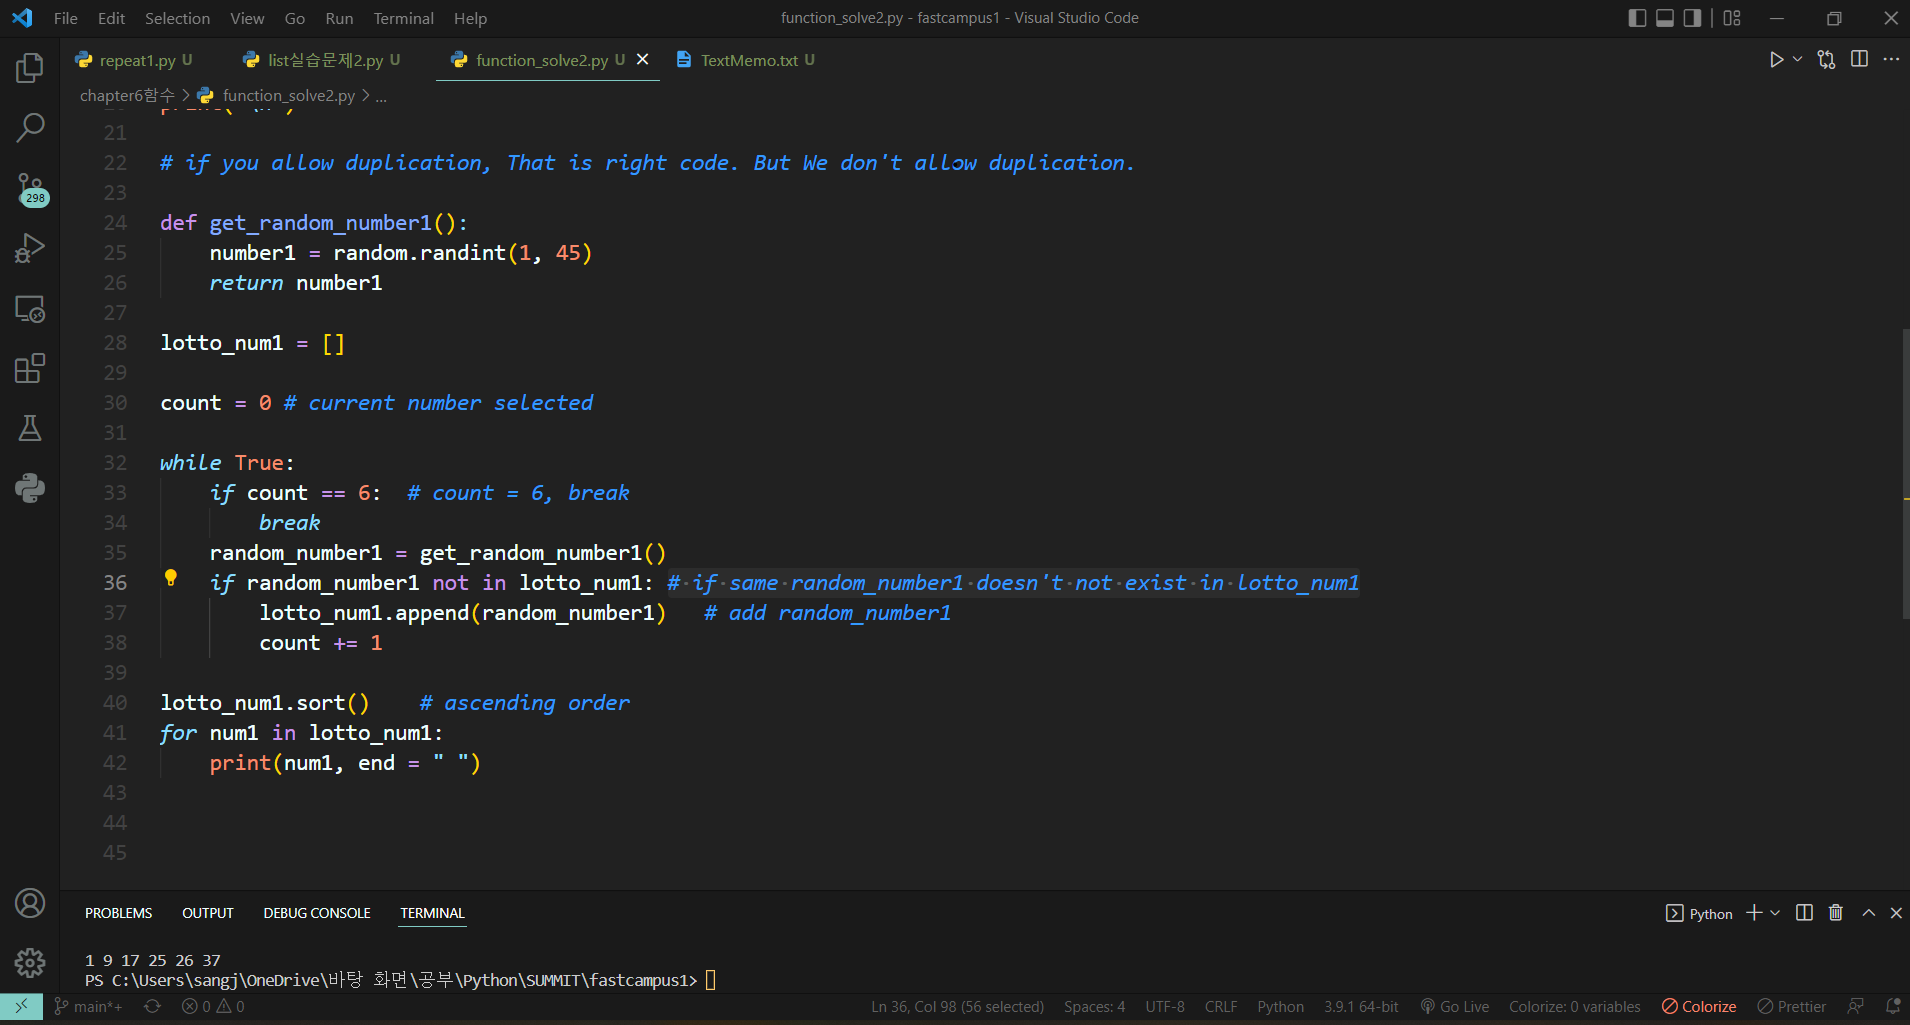 File Edit Selection View Go Run Terminal Help function_solve2.py - fastcampus1 - Visual Studio Code
repeat1.py U list실습문제2.py U function_solve2.py U TextMemo.txt U
chapter6함수 > function_solve2.py > ...
21
22 # if you allow duplication, That is right code. But We don't allow duplication.
23
24 def get_random_number1():
25 number1 = random.randint(1, 45)
26 return number1
27
28 lotto_num1 = []
29
30 count = 0 # current number selected
31
32 while True:
33 if count == 6: # count = 6, break
34 break
35 random_number1 = get_random_number1()
36 if random_number1 not in lotto_num1: # if same random_number1 doesn't not exist in lotto_num1
37 lotto_num1.append(random_number1) # add random_number1
38 count += 1
39
40 lotto_num1.sort() # ascending order
41 for num1 in lotto_num1:
42 print(num1, end = " ")
43
44
45
298
PROBLEMS OUTPUT DEBUG CONSOLE TERMINAL Python
1 9 17 25 26 37
PS C:\Users\sangj\OneDrive\바탕 화면\공부\Python\SUMMIT\fastcampus1>
main*+ 0 0 Ln 36, Col 98 (56 selected) Spaces: 4 UTF-8 CRLF Python 3.9.1 64-bit Go Live Colorize: 0 variables Colorize Prettier